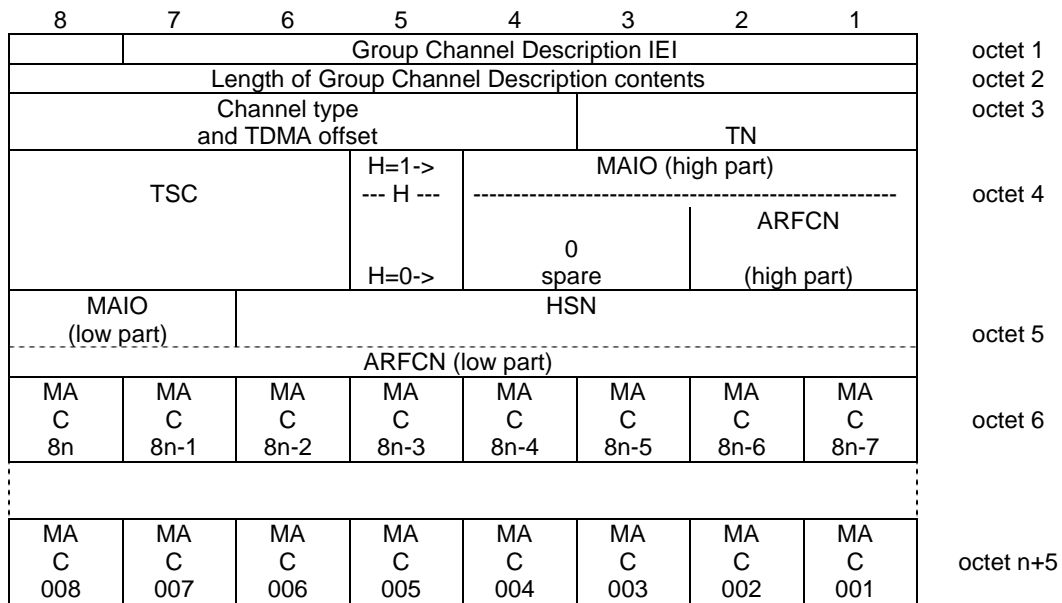 8 7 6 5 4 3 2 1
Group Channel Description IEI octet 1
Length of Group Channel Description contents octet 2
Channel type octet 3
and TDMA offset TN
H=1-> MAIO (high part)
TSC --- H --- ---------------------------------------------------- octet 4
ARFCN
0
H=0-> spare (high part)
MAIO HSN
(low part) octet 5
ARFCN (low part)
MA MA MA MA MA MA MA MA
C C C C C C C C octet 6
8n 8n-1 8n-2 8n-3 8n-4 8n-5 8n-6 8n-7
MA MA MA MA MA MA MA MA
C C C C C C C C octet n+5
008 007 006 005 004 003 002 001